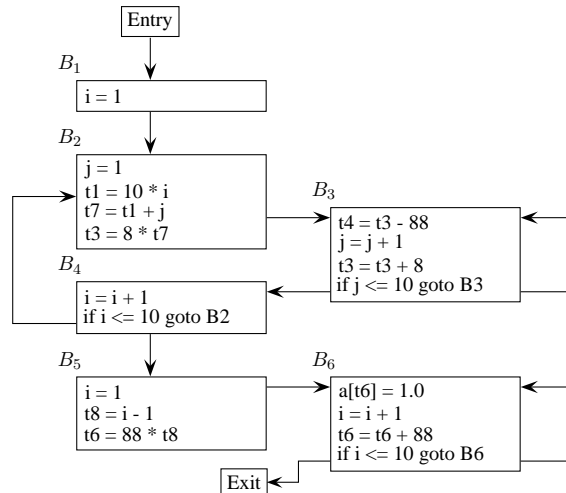 Entry
B1
i = 1
B2
j = 1
t1 = 10 * i
t7 = t1 + j
t3 = 8 * t7
B3
t4 = t3 - 88
j = j + 1
t3 = t3 + 8
if j <= 10 goto B3
B4
i = i + 1
if i <= 10 goto B2
B5
i = 1
t8 = i - 1
t6 = 88 * t8
B6
a[t6] = 1.0
i = i + 1
t6 = t6 + 88
if i <= 10 goto B6
Exit